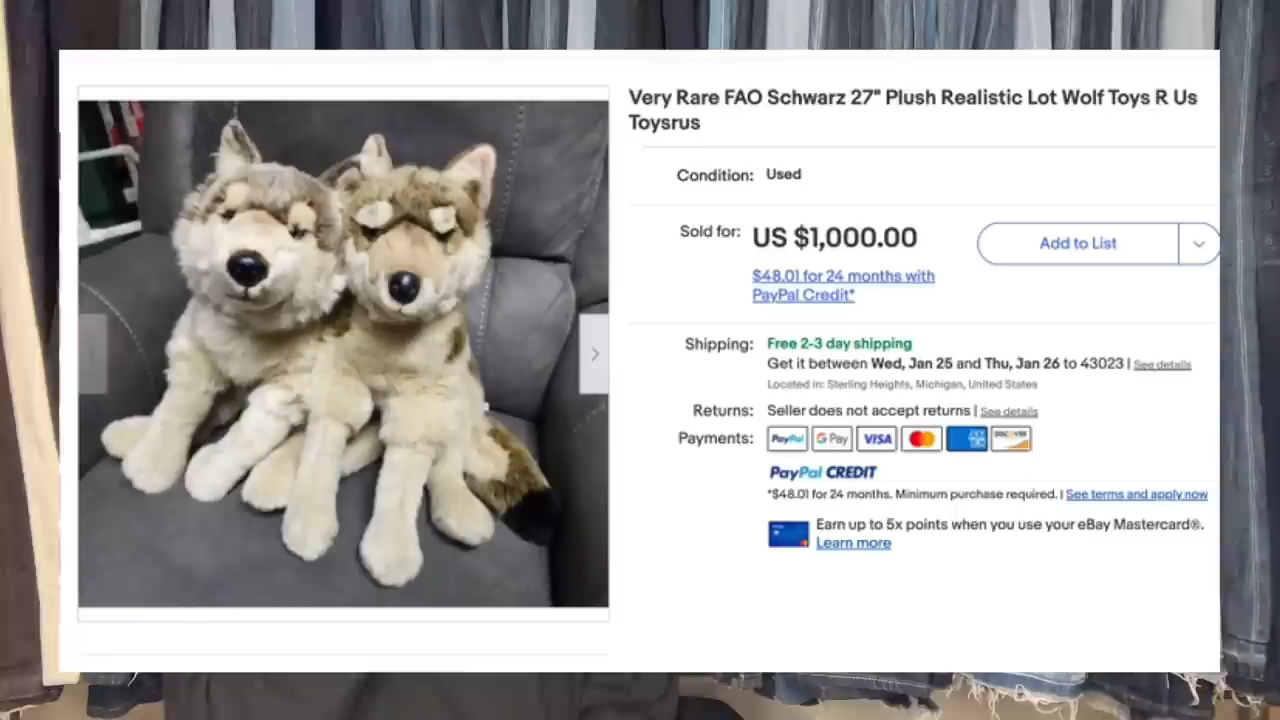 Very Rare FAO Schwarz 27" Plush Realistic Lot Wolf Toys R Us
Toysrus
Condition: Used
Sold for: US $1,000.00
Add to List
$48.01 for 24 months with
PayPal Credit*
Shipping: Free 2-3 day shipping
Get it between Wed, Jan 25 and Thu, Jan 26 to 43023 | See details
Located in: Sterling Heights, Michigan, United States
Returns: Seller does not accept returns | See details
Payments: PayPal G Pay VISA DISCOVER
PayPal CREDIT
*$48.01 for 24 months. Minimum purchase required. | See terms and apply now
Earn up to 5x points when you use your eBay Mastercard®.
Learn more